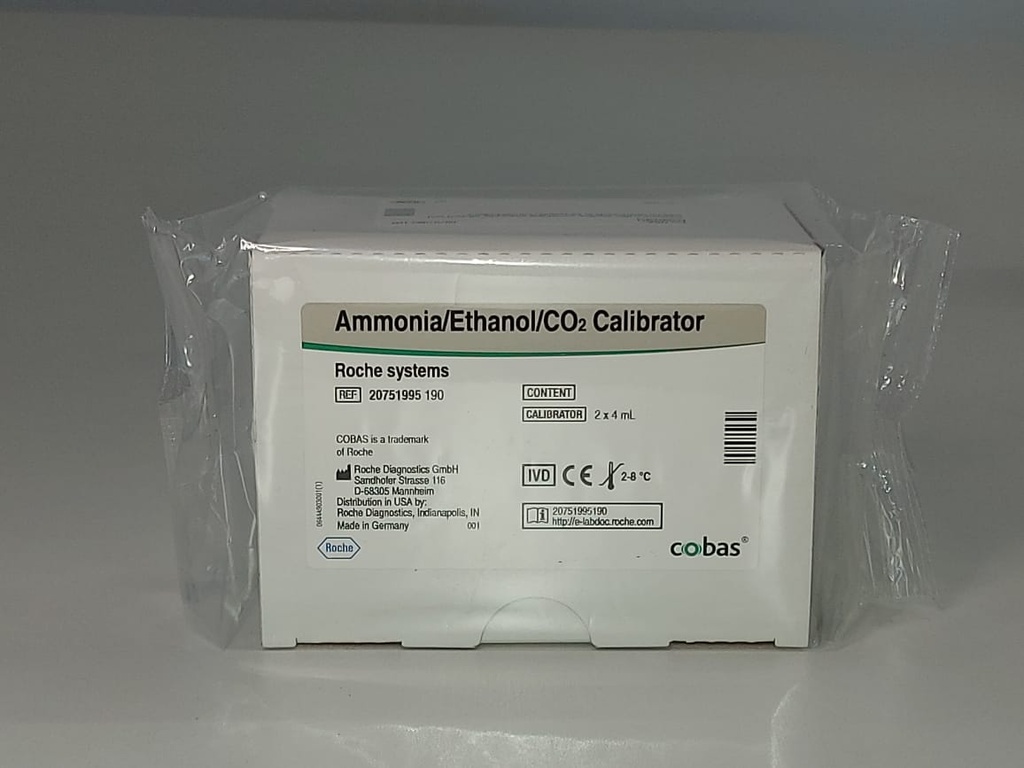 Ammonia/Ethanol/CO₂ Calibrator
Roche systems
REF 20751995 190
CONTENT
CALIBRATOR 2 x 4 mL
COBAS is a trademark
of Roche
Roche Diagnostics GmbH
Sandhofer Strasse 116
D-68305 Mannheim
Distribution in USA by:
Roche Diagnostics, Indianapolis, IN
Made in Germany 001
IVD CE 2-8 °C
20751995190
http://e-labdoc.roche.com
Roche
cobas®